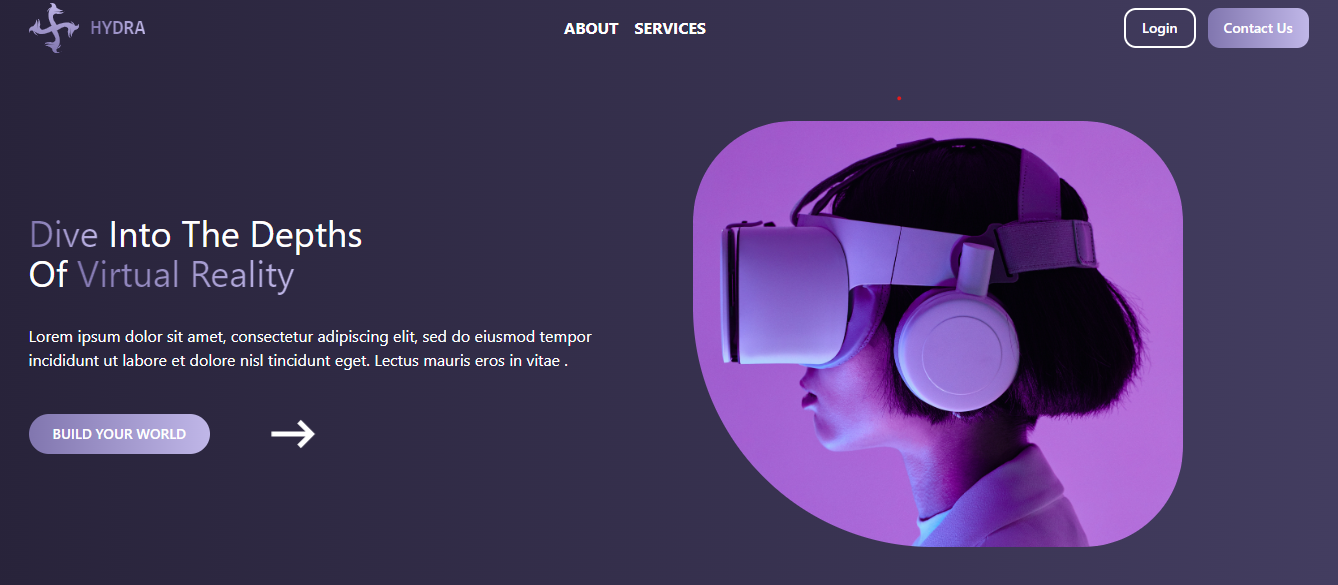 HYDRA
ABOUT SERVICES
Login
Contact Us
Dive Into The Depths
Of Virtual Reality
Lorem ipsum dolor sit amet, consectetur adipiscing elit, sed do eiusmod tempor
incididunt ut labore et dolore nisl tincidunt eget. Lectus mauris eros in vitae .
BUILD YOUR WORLD